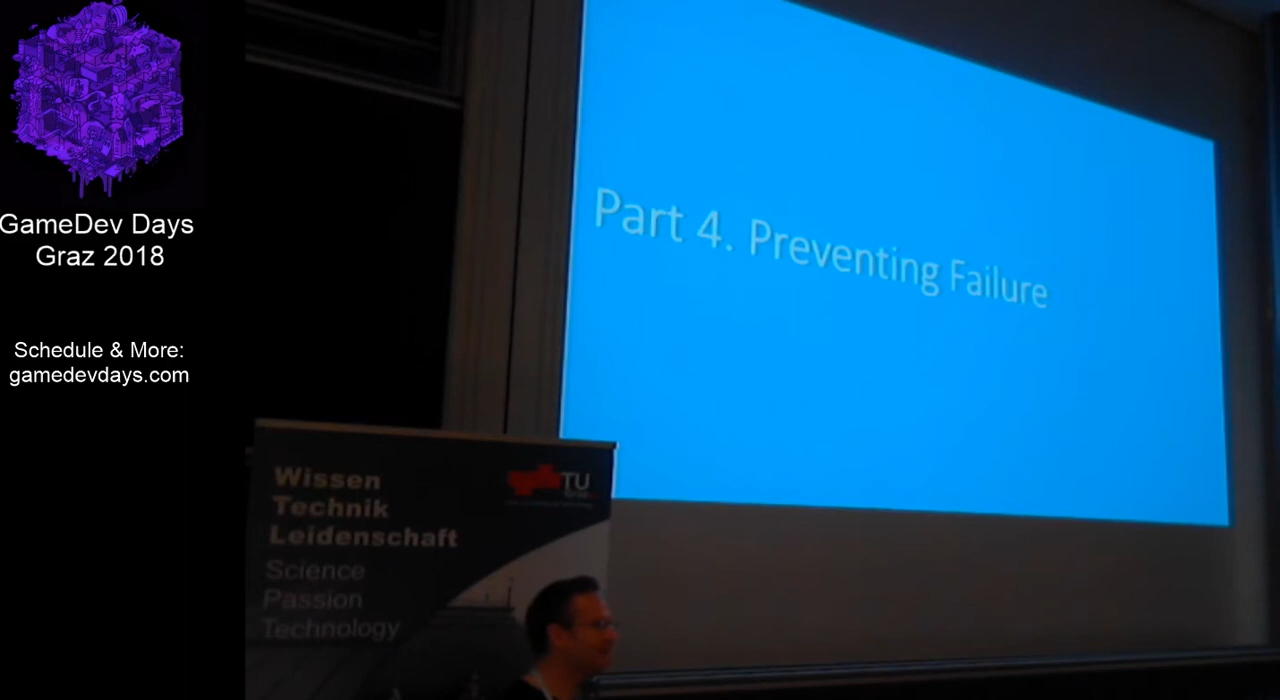 GameDev Days
Graz 2018
Schedule & More:
gamedevdays.com
Part 4. Preventing Failure
Wissen
Technik
Leidenschaft
TU
Science
Passion
Technology